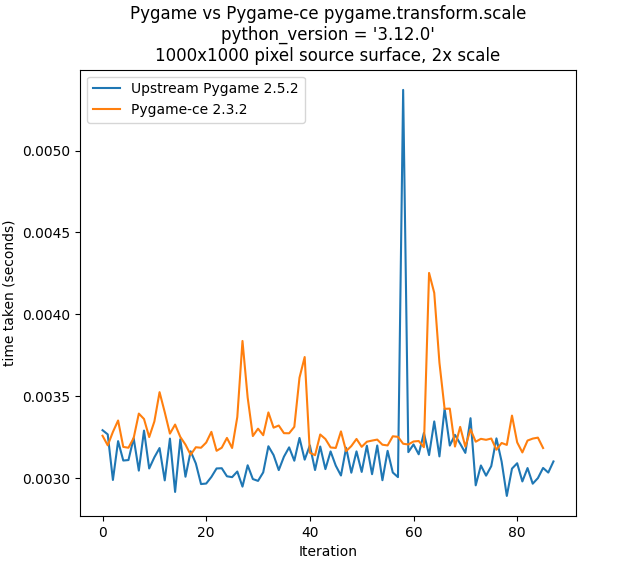 Pygame vs Pygame-ce pygame.transform.scale
python_version = '3.12.0'
1000x1000 pixel source surface, 2x scale
Upstream Pygame 2.5.2
Pygame-ce 2.3.2
0.0050
0.0045
0.0040
0.0035
0.0030
time taken (seconds)
0 20 40 60 80
Iteration